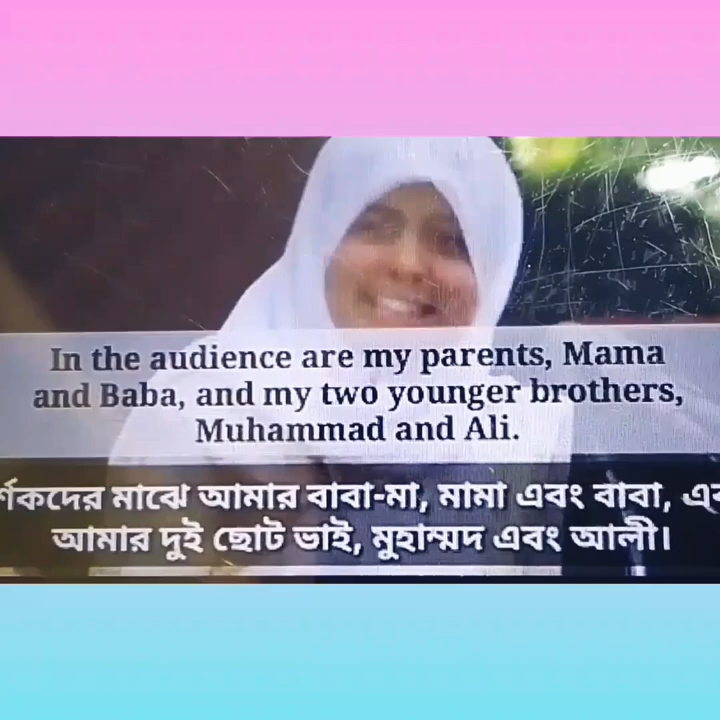 In the audience are my parents, Mama
and Baba, and my two younger brothers,
Muhammad and Ali.
মাঝে আমার বাবা-মা, মামা এবং বাবা,
আমার দুই ছোট ভাই, মুহাম্মদ এবং আলী।